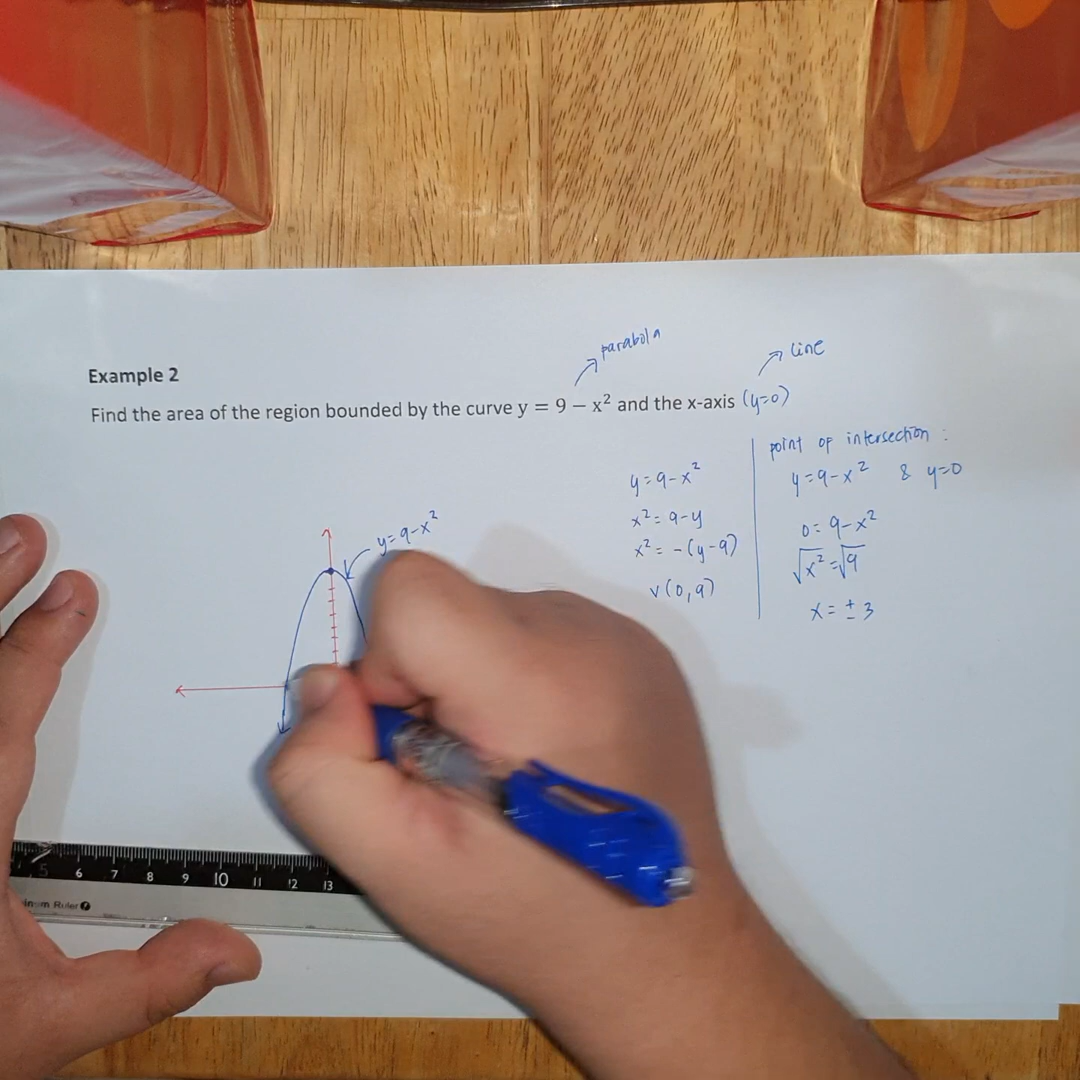 parabola
line
Example 2
Find the area of the region bounded by the curve y = 9 − x² and the x-axis (y=0)
y=9-x²
x²=9-y
x²=-(y-9)
V(0,9)
point of intersection :
y=9-x² & y=0
0=9-x²
√x²=√9
x=±3
y=9-x²
5 6 7 8 9 10 11 12 13
Ruler